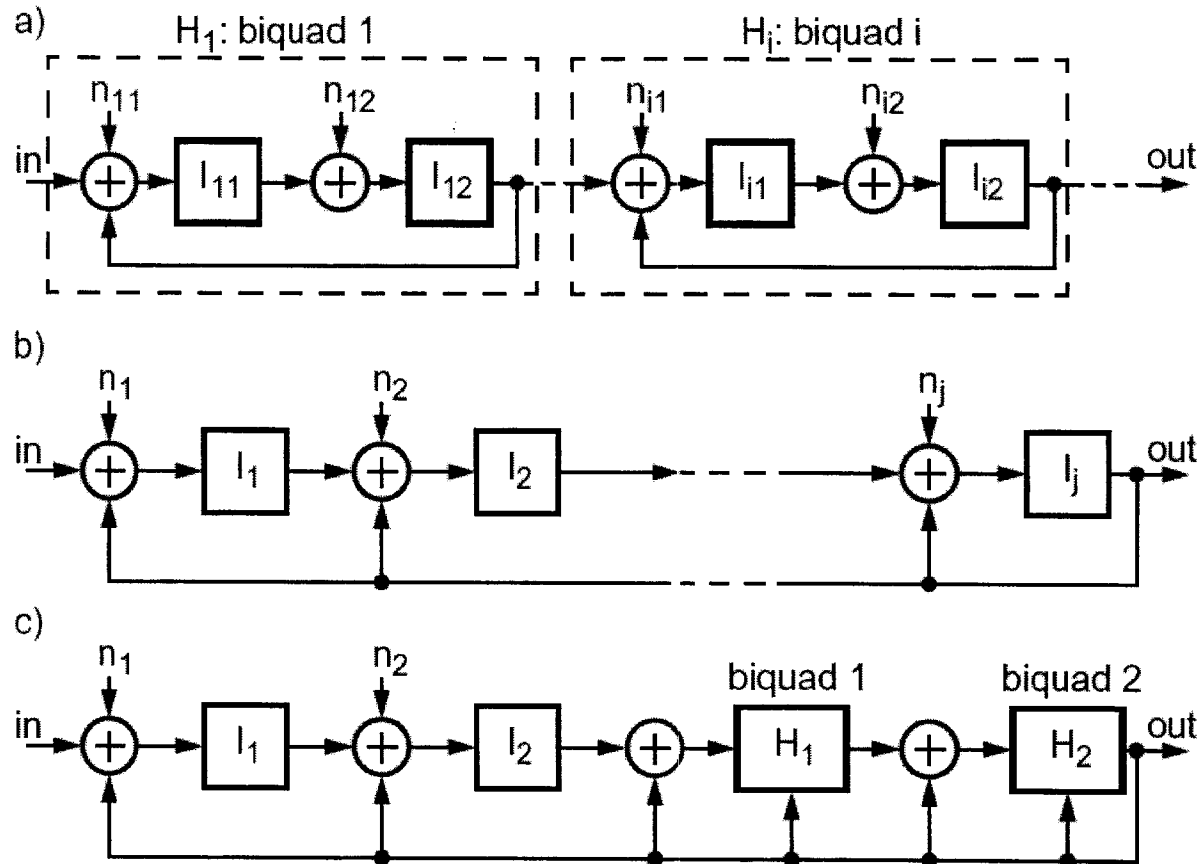 a)
H₁: biquad 1
Hᵢ: biquad i
n₁₁
n₁₂
nᵢ₁
nᵢ₂
in
+
I₁₁
+
I₁₂
+
Iᵢ₁
+
Iᵢ₂
out
b)
n₁
n₂
nⱼ
in
+
I₁
+
I₂
+
Iⱼ
out
c)
n₁
n₂
biquad 1
biquad 2
in
+
I₁
+
I₂
+
H₁
+
H₂
out